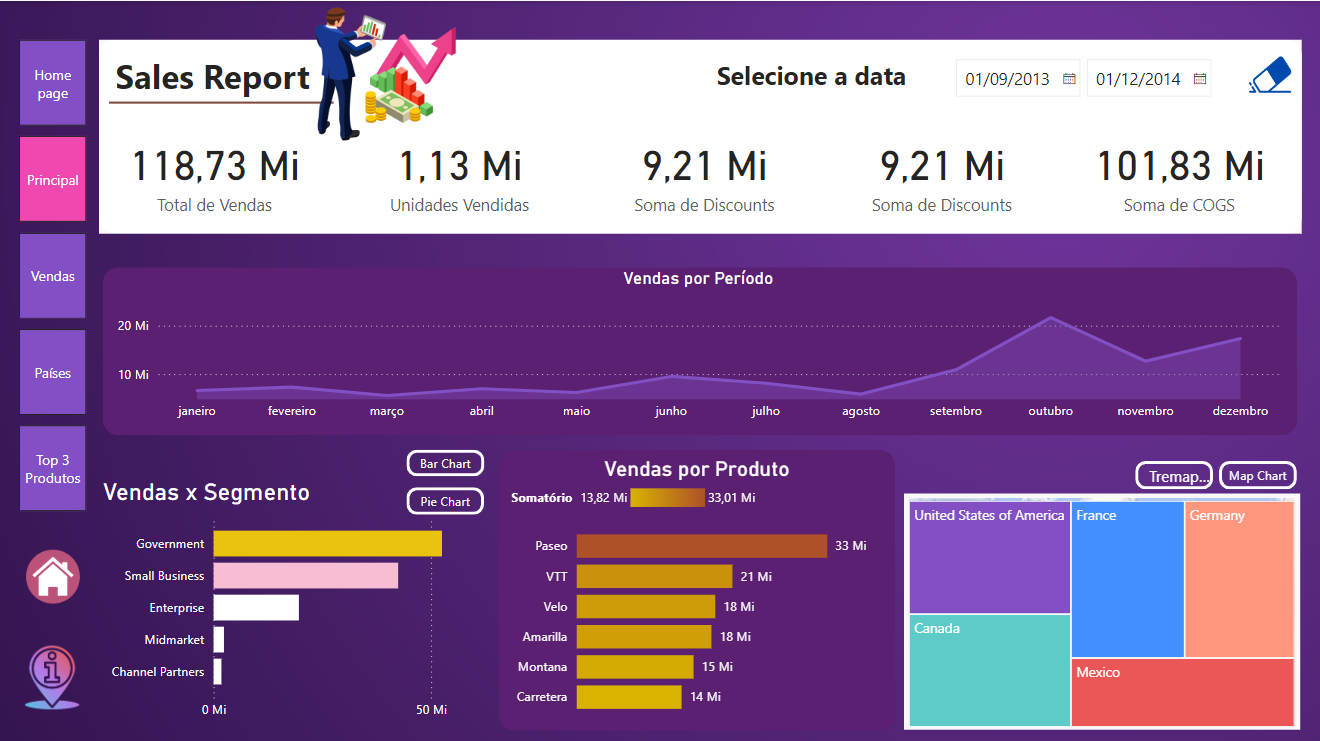 Home
page
Principal
Vendas
Países
Top 3
Produtos
Sales Report
Selecione a data
01/09/2013
01/12/2014
118,73 Mi
Total de Vendas
1,13 Mi
Unidades Vendidas
9,21 Mi
Soma de Discounts
9,21 Mi
Soma de Discounts
101,83 Mi
Soma de COGS
Vendas por Período
20 Mi
10 Mi
janeiro fevereiro março abril maio junho julho agosto setembro outubro novembro dezembro
Vendas x Segmento
Bar Chart
Pie Chart
Government
Small Business
Enterprise
Midmarket
Channel Partners
0 Mi 50 Mi
Vendas por Produto
Somatório 13,82 Mi 33,01 Mi
Paseo 33 Mi
VTT 21 Mi
Velo 18 Mi
Amarilla 18 Mi
Montana 15 Mi
Carretera 14 Mi
Tremap...
Map Chart
United States of America
France
Germany
Canada
Mexico